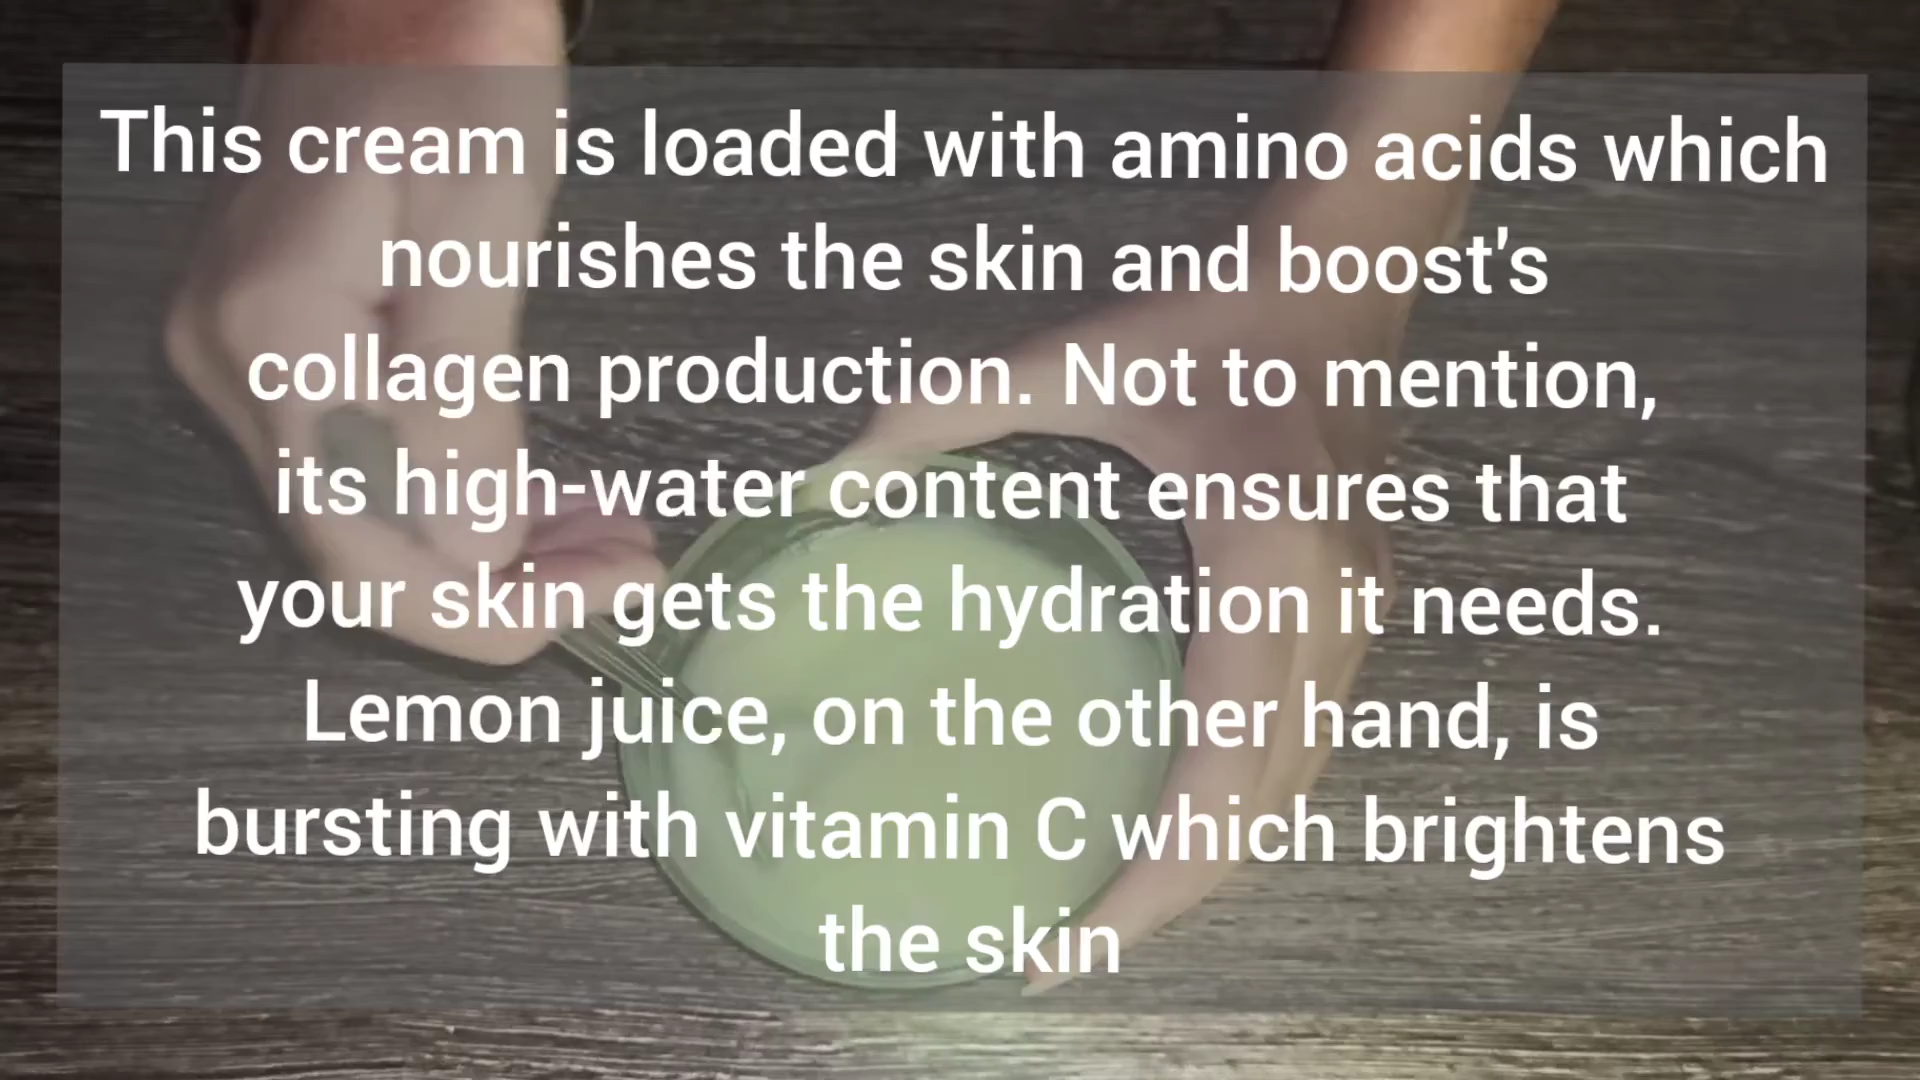 This cream is loaded with amino acids which
nourishes the skin and boost's
collagen production. Not to mention,
its high-water content ensures that
your skin gets the hydration it needs.
Lemon juice, on the other hand, is
bursting with vitamin C which brightens
the skin